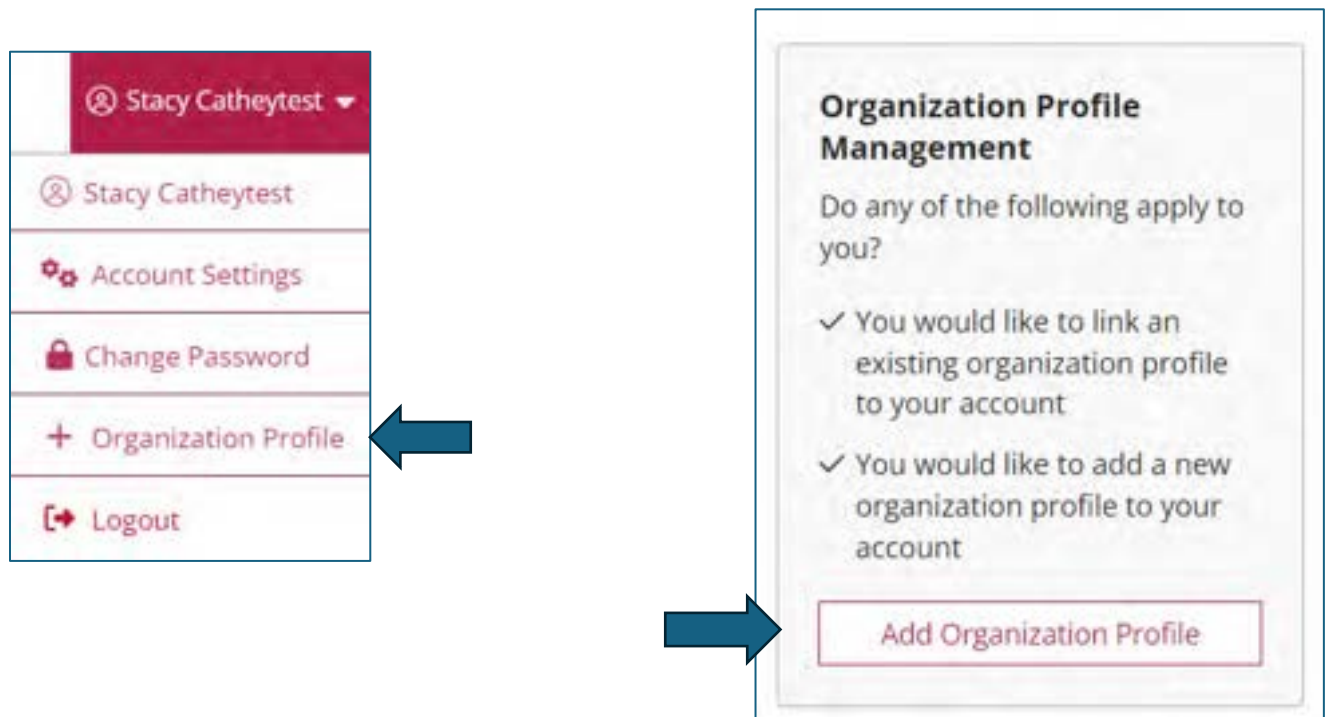 Stacy Catheytest
Stacy Catheytest
Account Settings
Change Password
+ Organization Profile
Logout
Organization Profile
Management
Do any of the following apply to
you?
✓ You would like to link an
existing organization profile
to your account
✓ You would like to add a new
organization profile to your
account
Add Organization Profile